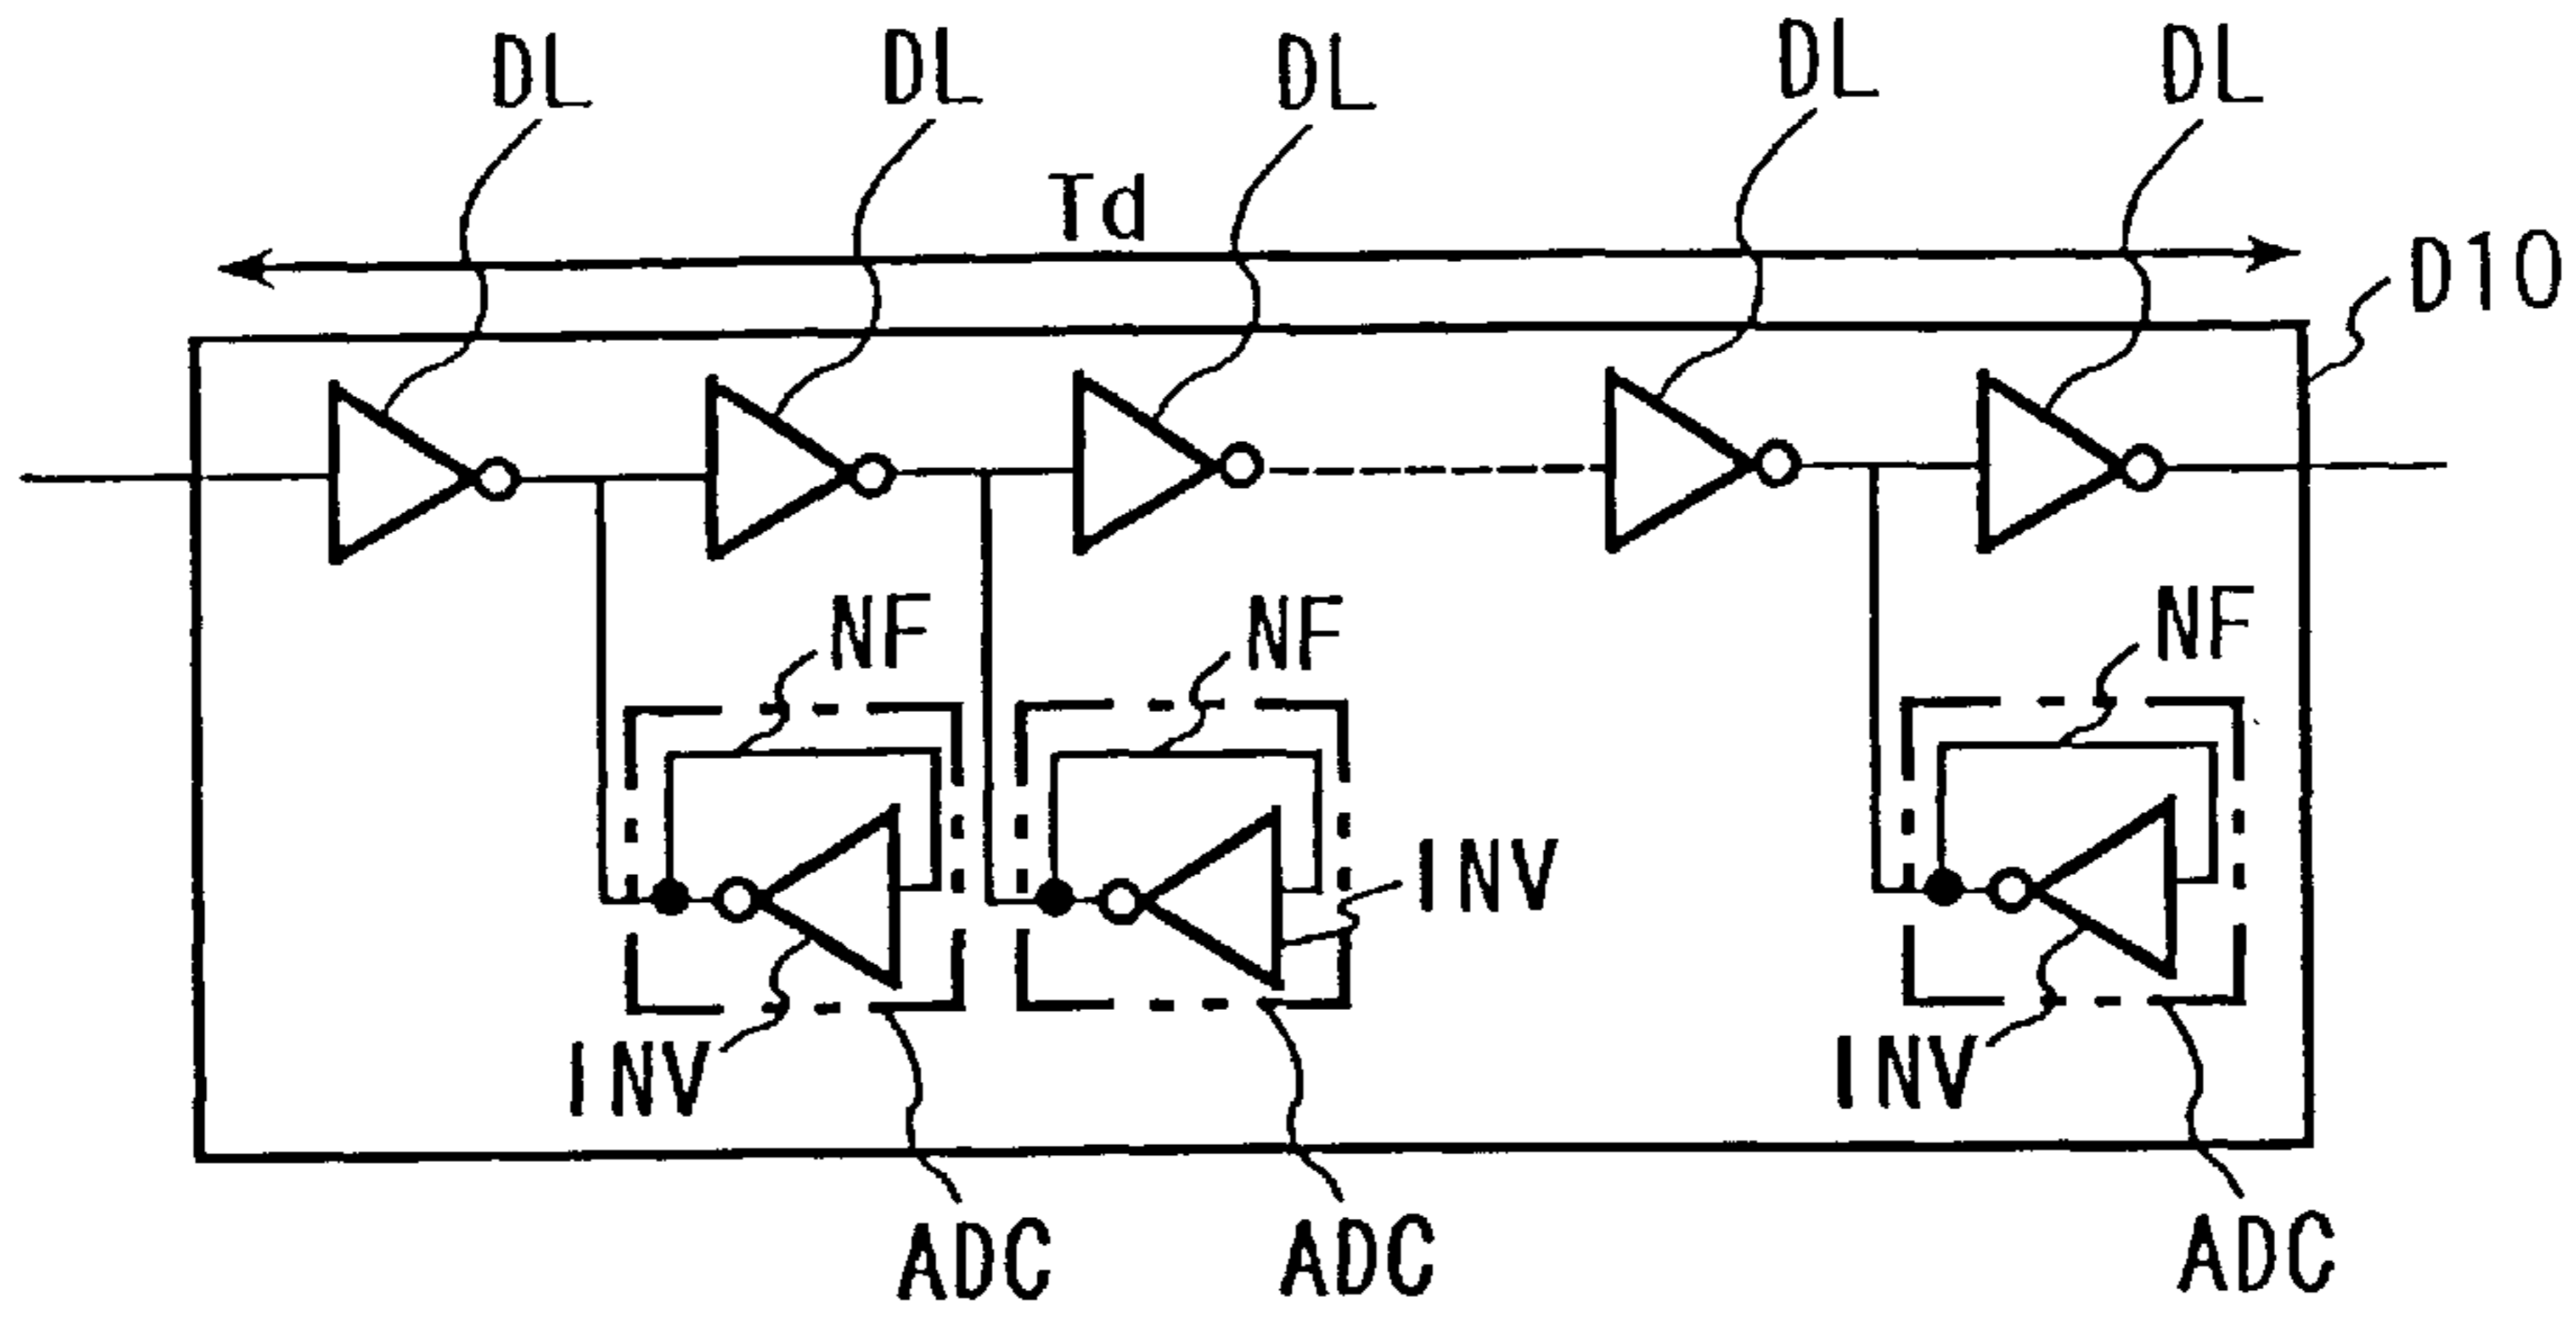 DL DL DL DL DL
Td
D10
NF NF NF
INV
INV INV
ADC ADC ADC